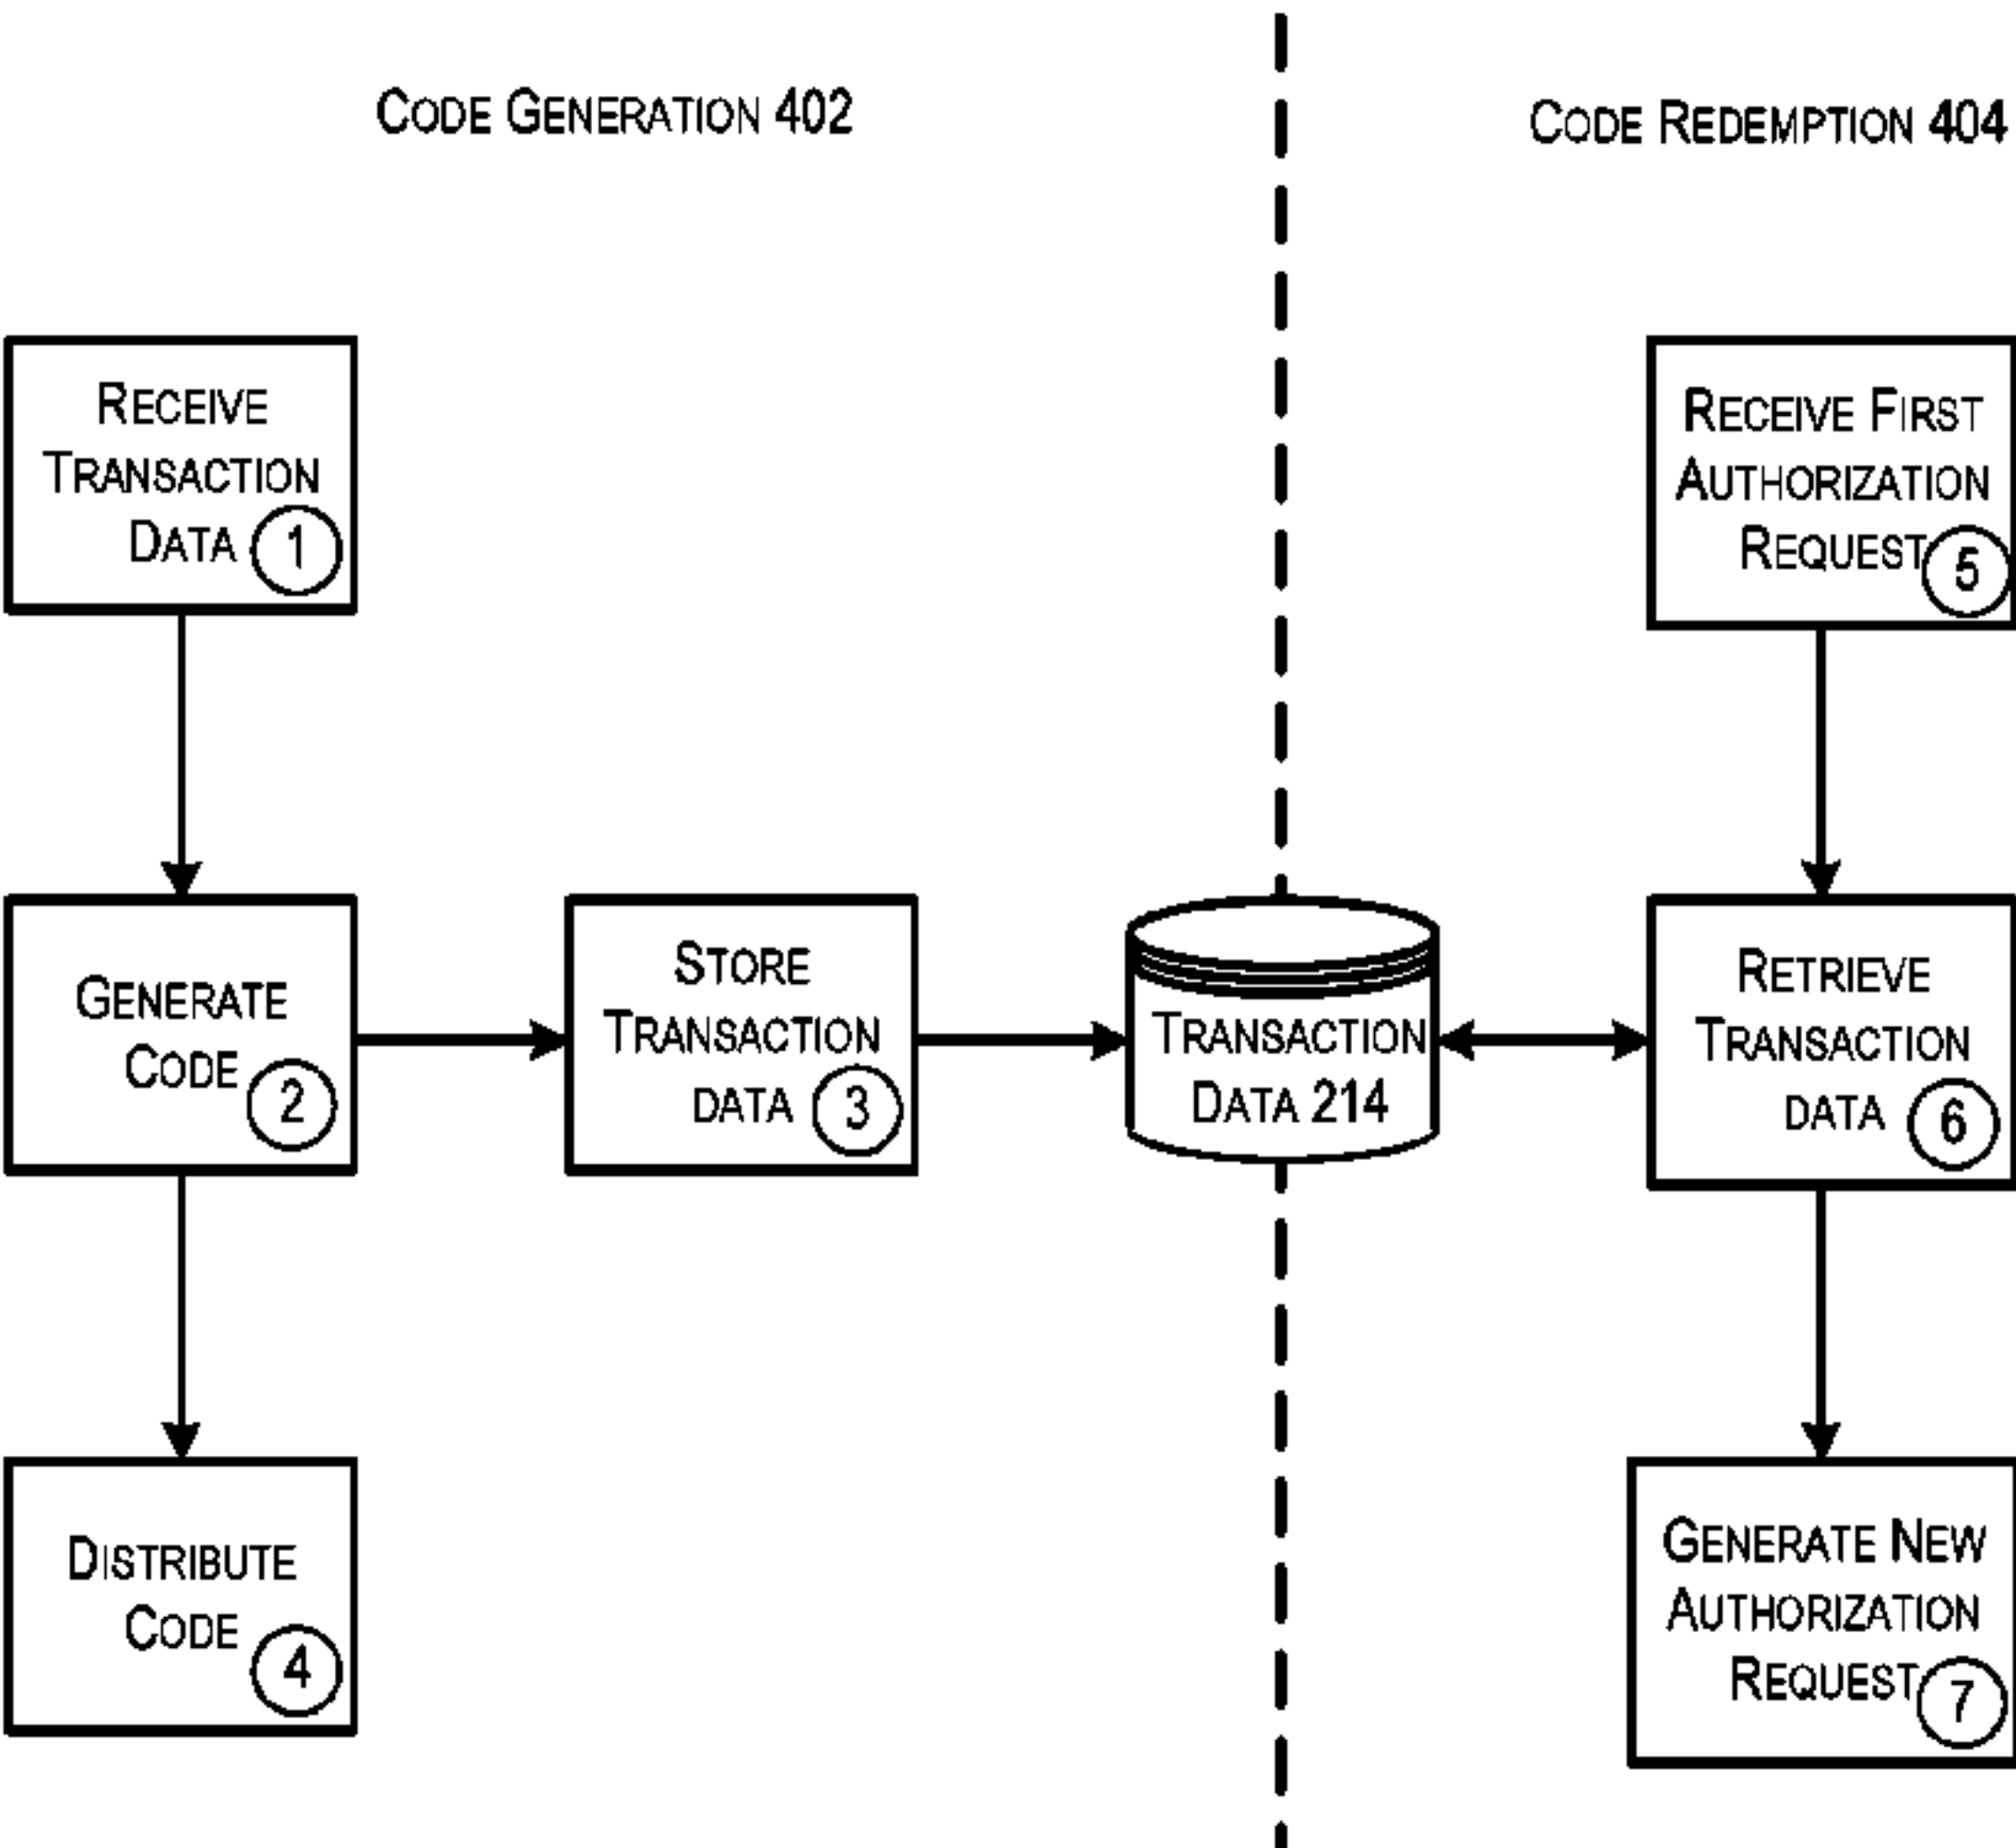 CODE GENERATION 402
CODE REDEMPTION 404
RECEIVE
TRANSACTION
DATA 1
RECEIVE FIRST
AUTHORIZATION
REQUEST 5
GENERATE
CODE 2
STORE
TRANSACTION
DATA 3
TRANSACTION
DATA 214
RETRIEVE
TRANSACTION
DATA 6
DISTRIBUTE
CODE 4
GENERATE NEW
AUTHORIZATION
REQUEST 7